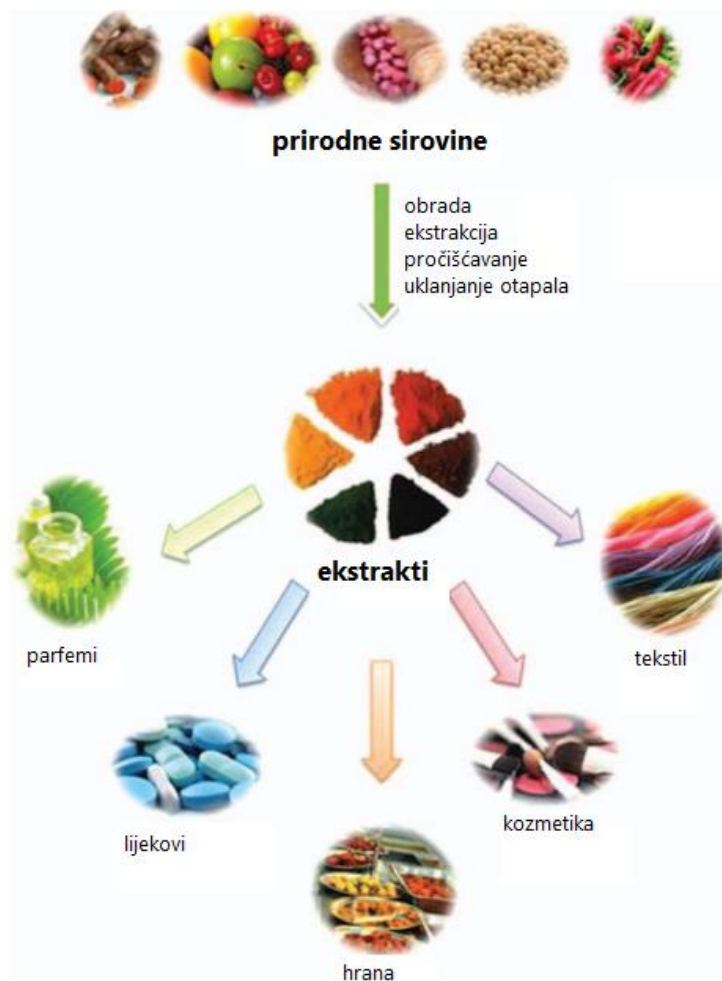 prirodne sirovine
obrada
ekstrakcija
pročišćavanje
uklanjanje otapala
ekstrakti
parfemi
tekstil
lijekovi
kozmetika
hrana